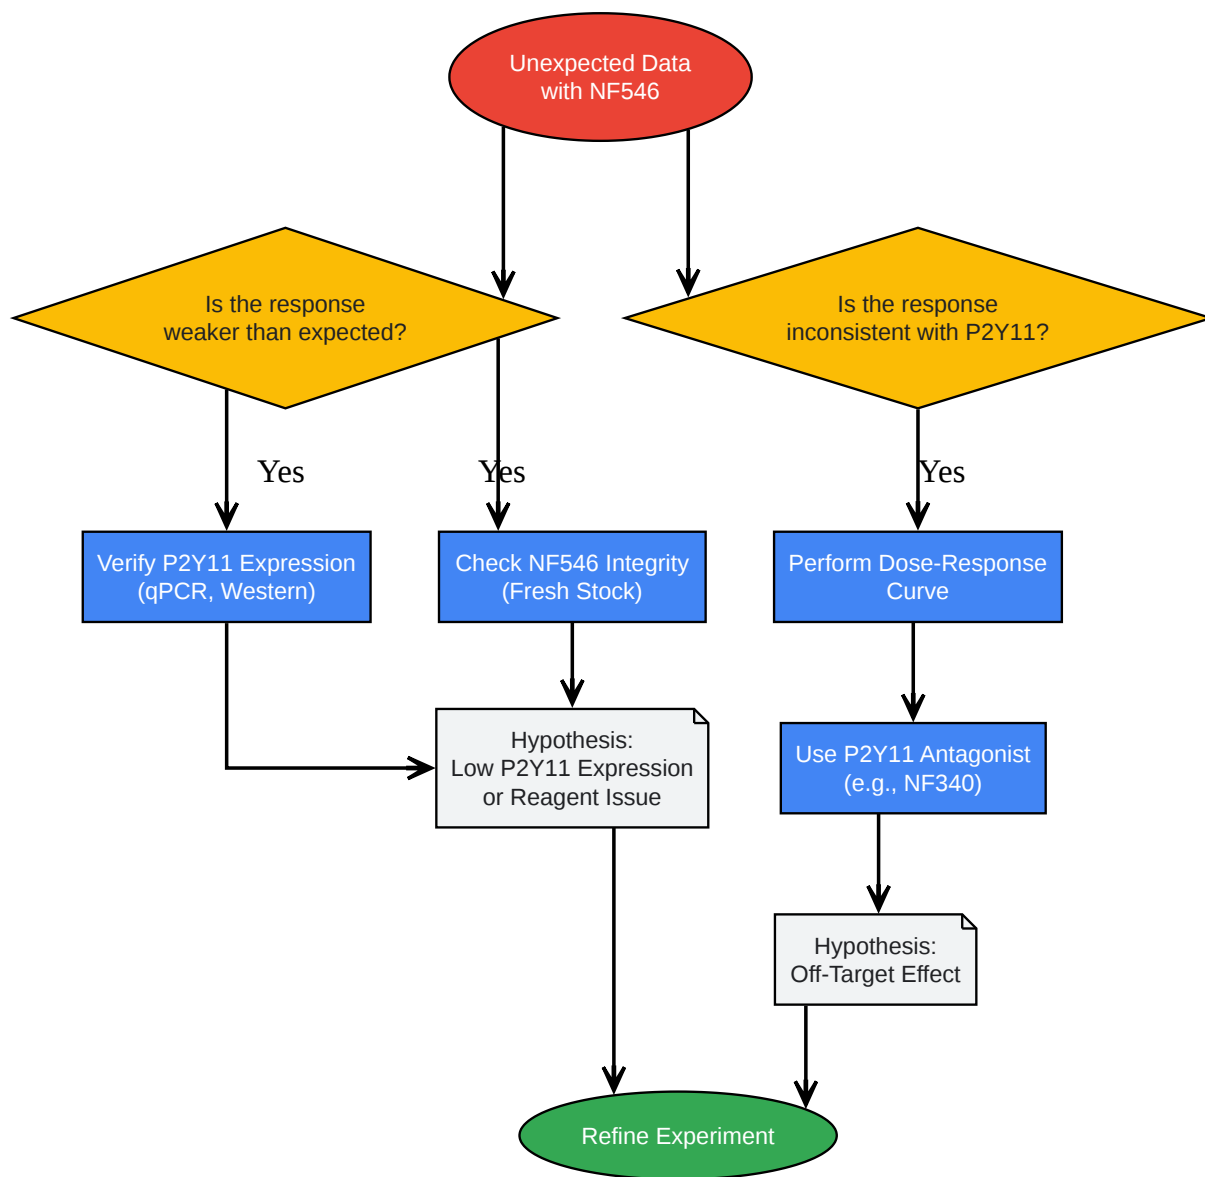 Unexpected Data
with NF546
Is the response
weaker than expected?
Is the response
inconsistent with P2Y11?
Yes
Yes
Yes
Verify P2Y11 Expression
(qPCR, Western)
Check NF546 Integrity
(Fresh Stock)
Perform Dose-Response
Curve
Hypothesis:
Low P2Y11 Expression
or Reagent Issue
Use P2Y11 Antagonist
(e.g., NF340)
Hypothesis:
Off-Target Effect
Refine Experiment